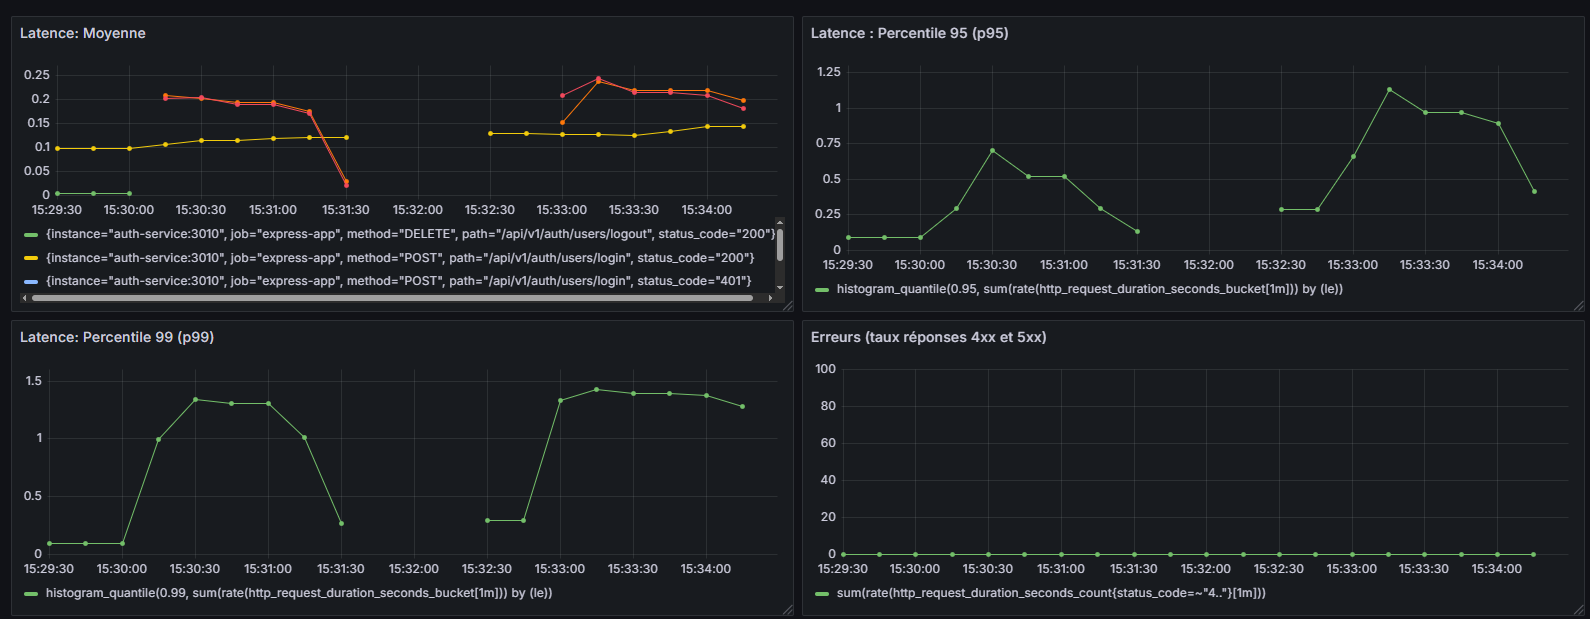 Latence: Moyenne
0.25
0.2
0.15
0.1
0.05
0
15:29:30 15:30:00 15:30:30 15:31:00 15:31:30 15:32:00 15:32:30 15:33:00 15:33:30 15:34:00
{instance="auth-service:3010", job="express-app", method="DELETE", path="/api/v1/auth/users/logout", status_code="200"}
{instance="auth-service:3010", job="express-app", method="POST", path="/api/v1/auth/users/login", status_code="200"}
{instance="auth-service:3010", job="express-app", method="POST", path="/api/v1/auth/users/login", status_code="401"}
Latence : Percentile 95 (p95)
1.25
1
0.75
0.5
0.25
0
15:29:30 15:30:00 15:30:30 15:31:00 15:31:30 15:32:00 15:32:30 15:33:00 15:33:30 15:34:00
histogram_quantile(0.95, sum(rate(http_request_duration_seconds_bucket[1m])) by (le))
Latence: Percentile 99 (p99)
1.5
1
0.5
0
15:29:30 15:30:00 15:30:30 15:31:00 15:31:30 15:32:00 15:32:30 15:33:00 15:33:30 15:34:00
histogram_quantile(0.99, sum(rate(http_request_duration_seconds_bucket[1m])) by (le))
Erreurs (taux réponses 4xx et 5xx)
100
80
60
40
20
0
15:29:30 15:30:00 15:30:30 15:31:00 15:31:30 15:32:00 15:32:30 15:33:00 15:33:30 15:34:00
sum(rate(http_request_duration_seconds_count{status_code=~"4.."}[1m]))